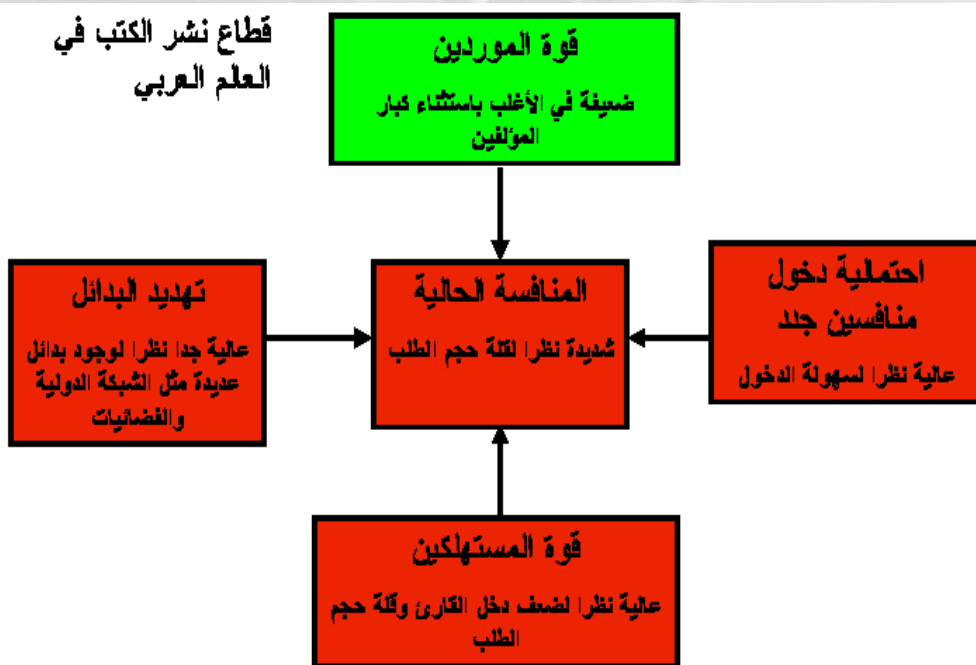 قطاع نشر الكتب في
العالم العربي
قوة الموردين
ضعيفة في الأغلب باستثناء كبار
المؤلفين
احتمالية دخول
منافسين جدد
عالية نظرا لسهولة الدخول
المنافسة الحالية
شديدة نظرا لقلة حجم الطلب
تهديد البدائل
عالية جدا نظرا لوجود بدائل
عديدة مثل الشبكة الدولية
والفضائيات
قوة المستهلكين
عالية نظرا لضعف دخل القارئ وقلة حجم
الطلب